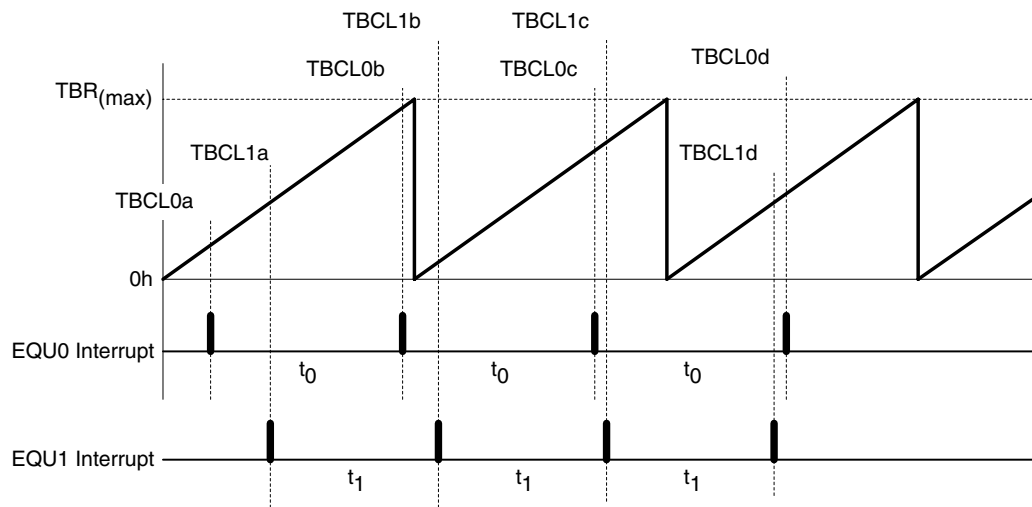 TBCL1b
TBCL1c
TBCL0b
TBCL0c
TBCL0d
TBR(max)
TBCL1a
TBCL1d
TBCL0a
0h
EQU0 Interrupt
t0
t0
t0
EQU1 Interrupt
t1
t1
t1